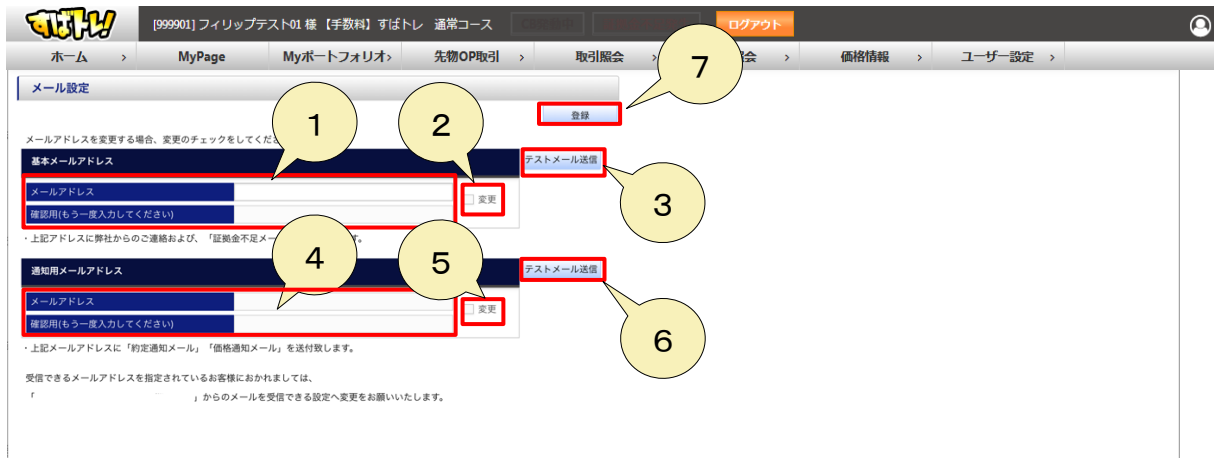 すばトレ!
[999901] フィリップテスト01 様 【手数料】すばトレ 通常コース
ログアウト
ホーム > MyPage Myポートフォリオ> 先物OP取引 > 取引照会 > 会 > 価格情報 > ユーザー設定 >
7
メール設定
登録
1
2
メールアドレスを変更する場合、変更のチェックをしてくだ
基本メールアドレス
テストメール送信
メールアドレス
変更
3
確認用(もう一度入力してください)
・上記アドレスに弊社からのご連絡および、「証拠金不足メー す。
4
5
通知用メールアドレス
テストメール送信
メールアドレス
変更
確認用(もう一度入力してください)
6
・上記メールアドレスに「約定通知メール」「価格通知メール」を送付致します。
受信できるメールアドレスを指定されているお客様におかれましては、
「 」からのメールを受信できる設定へ変更をお願いいたします。